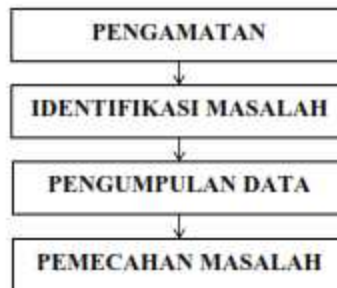 PENGAMATAN
IDENTIFIKASI MASALAH
PENGUMPULAN DATA
PEMECAHAN MASALAH